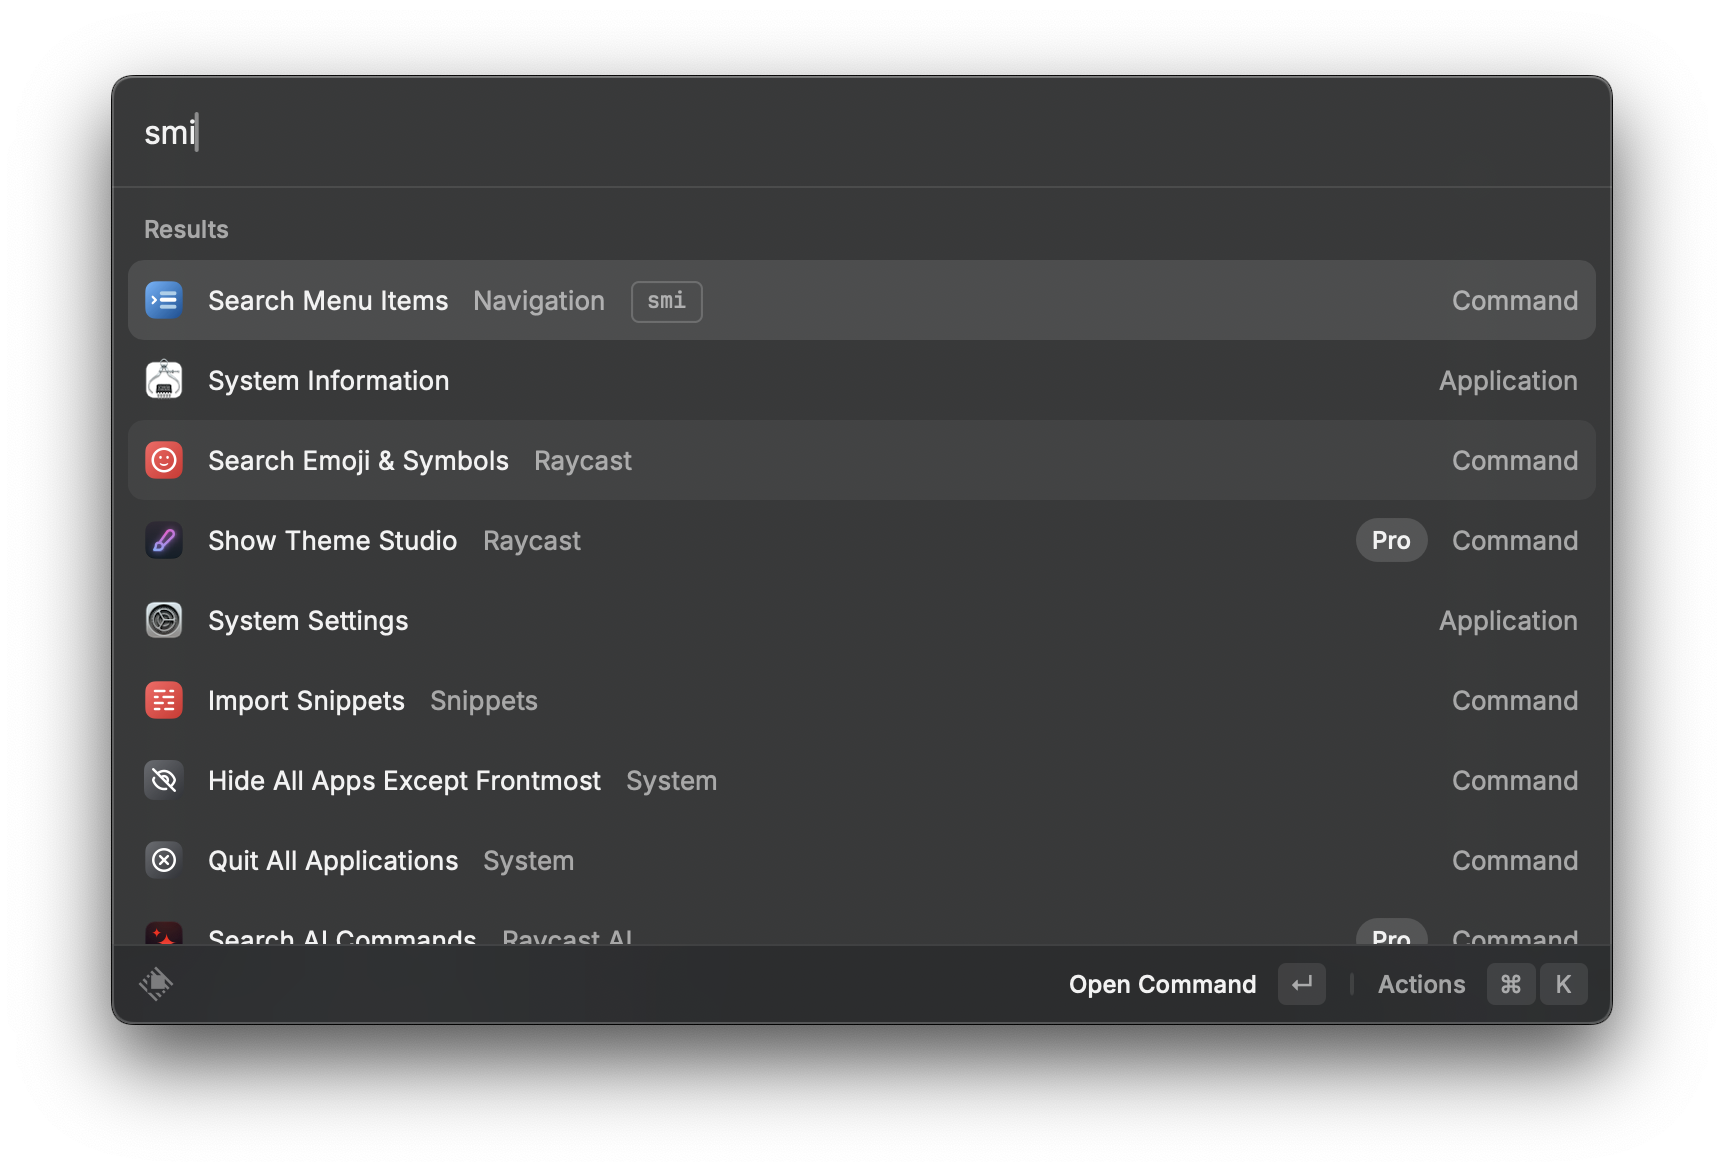 smi
Results
Search Menu Items Navigation smi Command
System Information Application
Search Emoji & Symbols Raycast Command
Show Theme Studio Raycast Pro Command
System Settings Application
Import Snippets Snippets Command
Hide All Apps Except Frontmost System Command
Quit All Applications System Command
Search AI Commands Raycast AI Pro Command
Open Command ↵ Actions ⌘ K